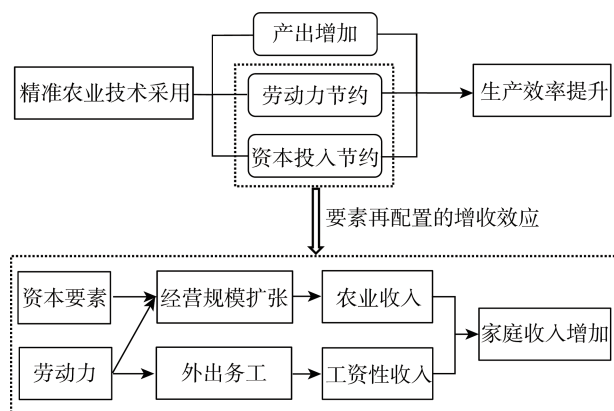 产出增加
精准农业技术采用
劳动力节约
生产效率提升
资本投入节约
要素再配置的增收效应
资本要素
经营规模扩张
农业收入
家庭收入增加
劳动力
外出务工
工资性收入